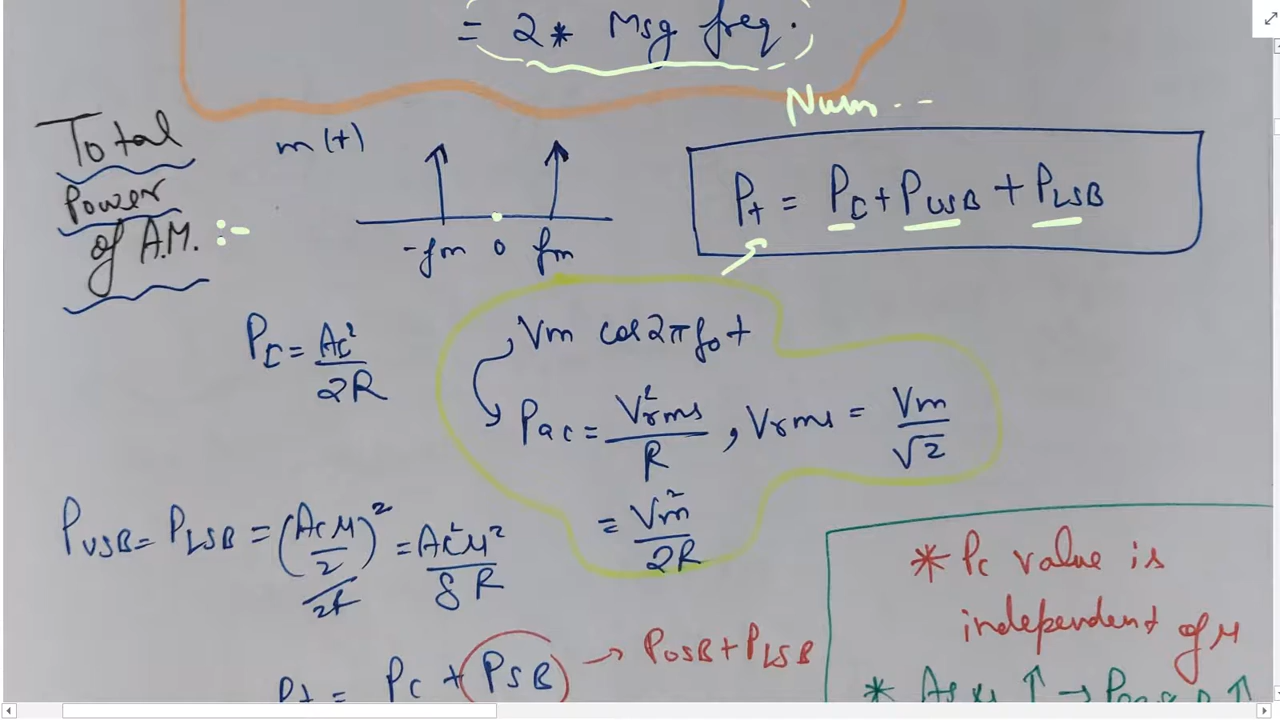 = 2* Msg freq.
Num ..
Total
Power
of A.M. :-
m(t)
-fm 0 fm
Pt = PC + PUSB + PLSB
PC = Ac²/2R
Vm cos2πfot
Pac = V²rms/R , Vrms = Vm/√2
= Vm²/2R
PUSB = PLSB = (Acμ/2)²/2R = Ac²μ²/8R
* Pc value is
independent of μ
Pt = PC + PSB → PUSB + PLSB
* As μ ↑ →